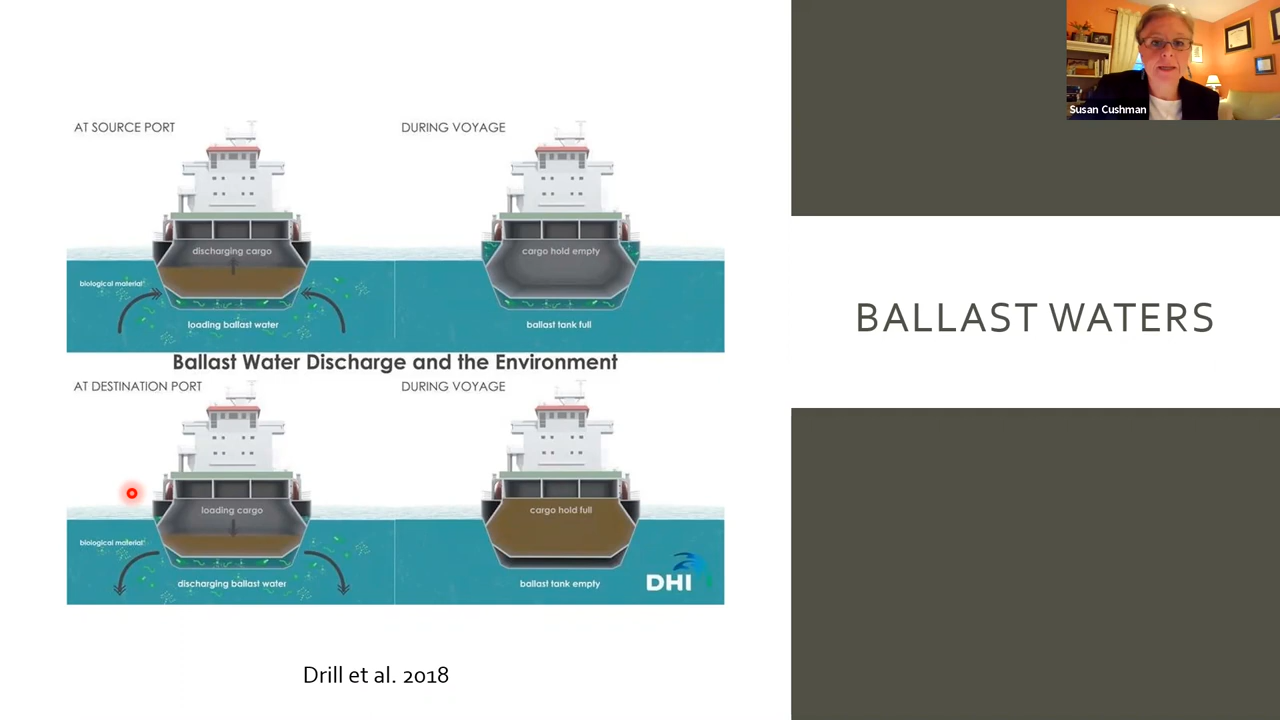 AT SOURCE PORT
DURING VOYAGE
discharging cargo
cargo hold empty
biological material
loading ballast water
ballast tank full
Ballast Water Discharge and the Environment
AT DESTINATION PORT
DURING VOYAGE
loading cargo
cargo hold full
biological material
discharging ballast water
ballast tank empty
DHI
Drill et al. 2018
BALLAST WATERS
Susan Cushman